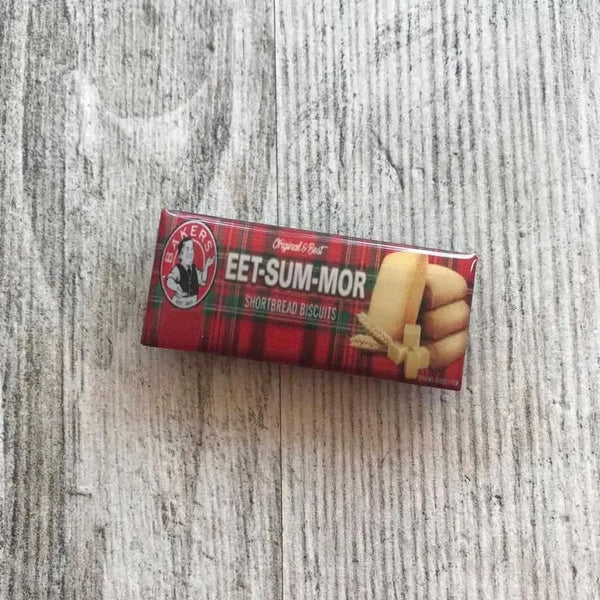 BAKERS
Original & Best
EET-SUM-MOR
SHORTBREAD BISCUITS